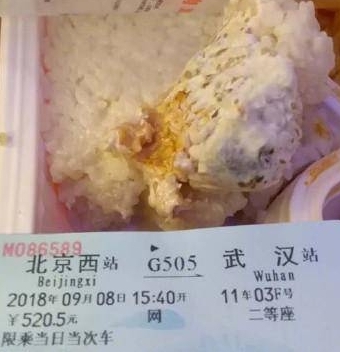 M086589
北京西站 G505 武汉站
Beijingxi Wuhan
2018年09月08日15:40开 11车03F号
¥520.5元 网 二等座
限乘当日当次车